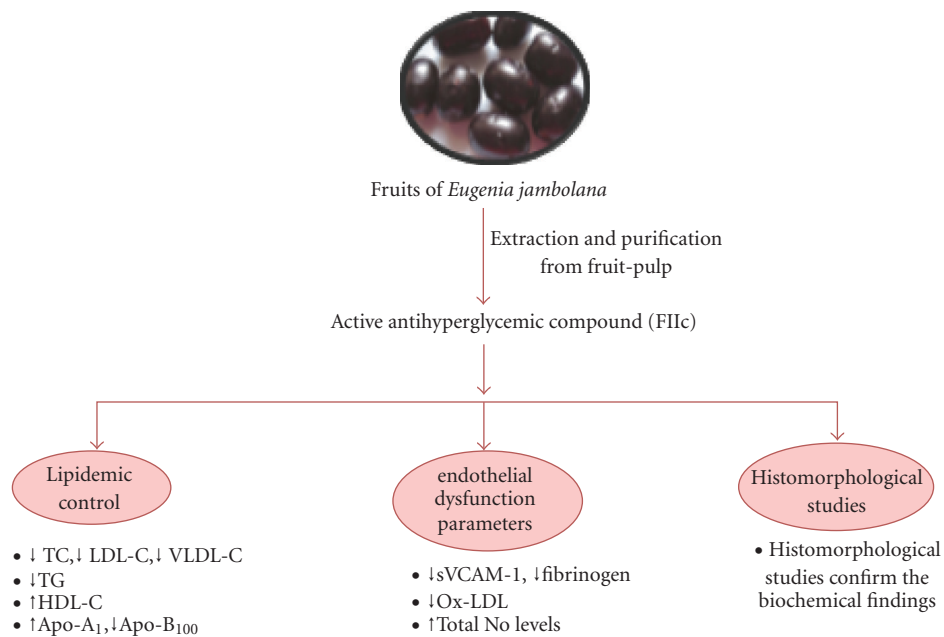 Fruits of Eugenia jambolana
Extraction and purification
from fruit-pulp
Active antihyperglycemic compound (FIIc)
Lipidemic
control
• ↓ TC,↓ LDL-C,↓ VLDL-C
• ↓TG
• ↑HDL-C
• ↑Apo-A₁,↓Apo-B₁₀₀
endothelial
dysfunction
parameters
• ↓sVCAM-1, ↓fibrinogen
• ↓Ox-LDL
• ↑Total No levels
Histomorphological
studies
• Histomorphological
studies confirm the
biochemical findings